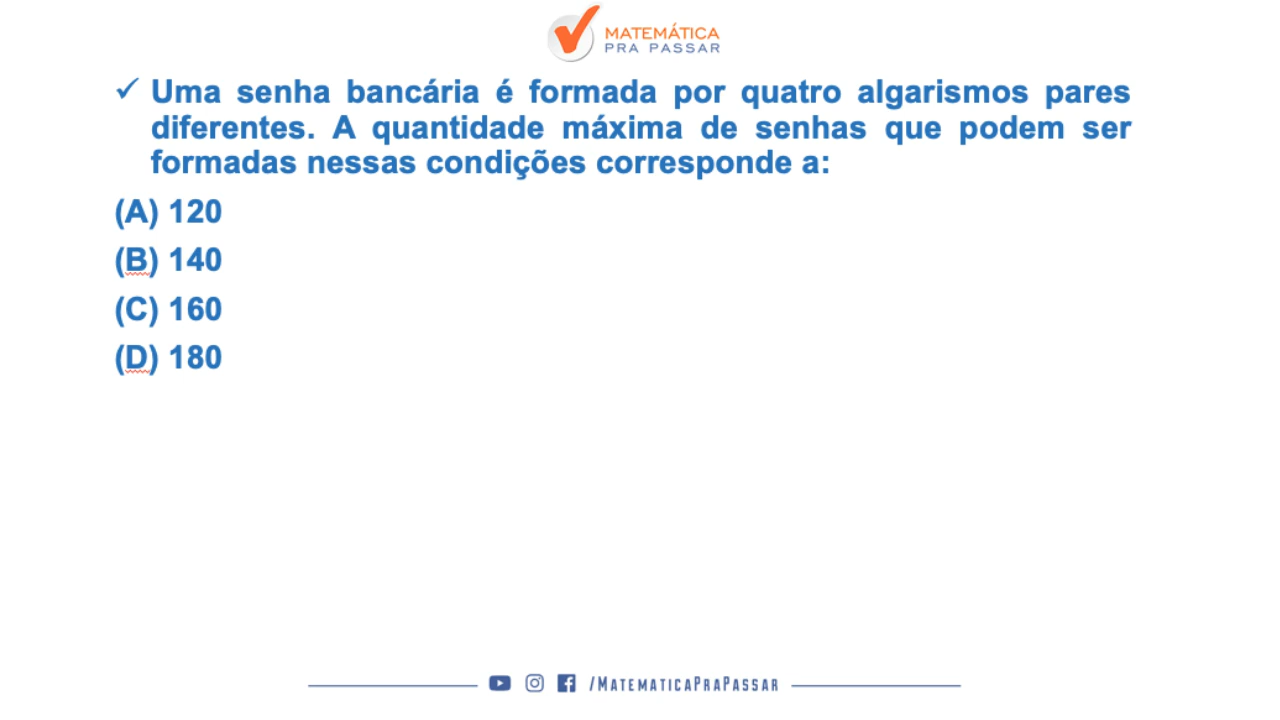 MATEMÁTICA
PRA PASSAR
✓ Uma senha bancária é formada por quatro algarismos pares
diferentes. A quantidade máxima de senhas que podem ser
formadas nessas condições corresponde a:
(A) 120
(B) 140
(C) 160
(D) 180
/MATEMATICAPRAPASSAR